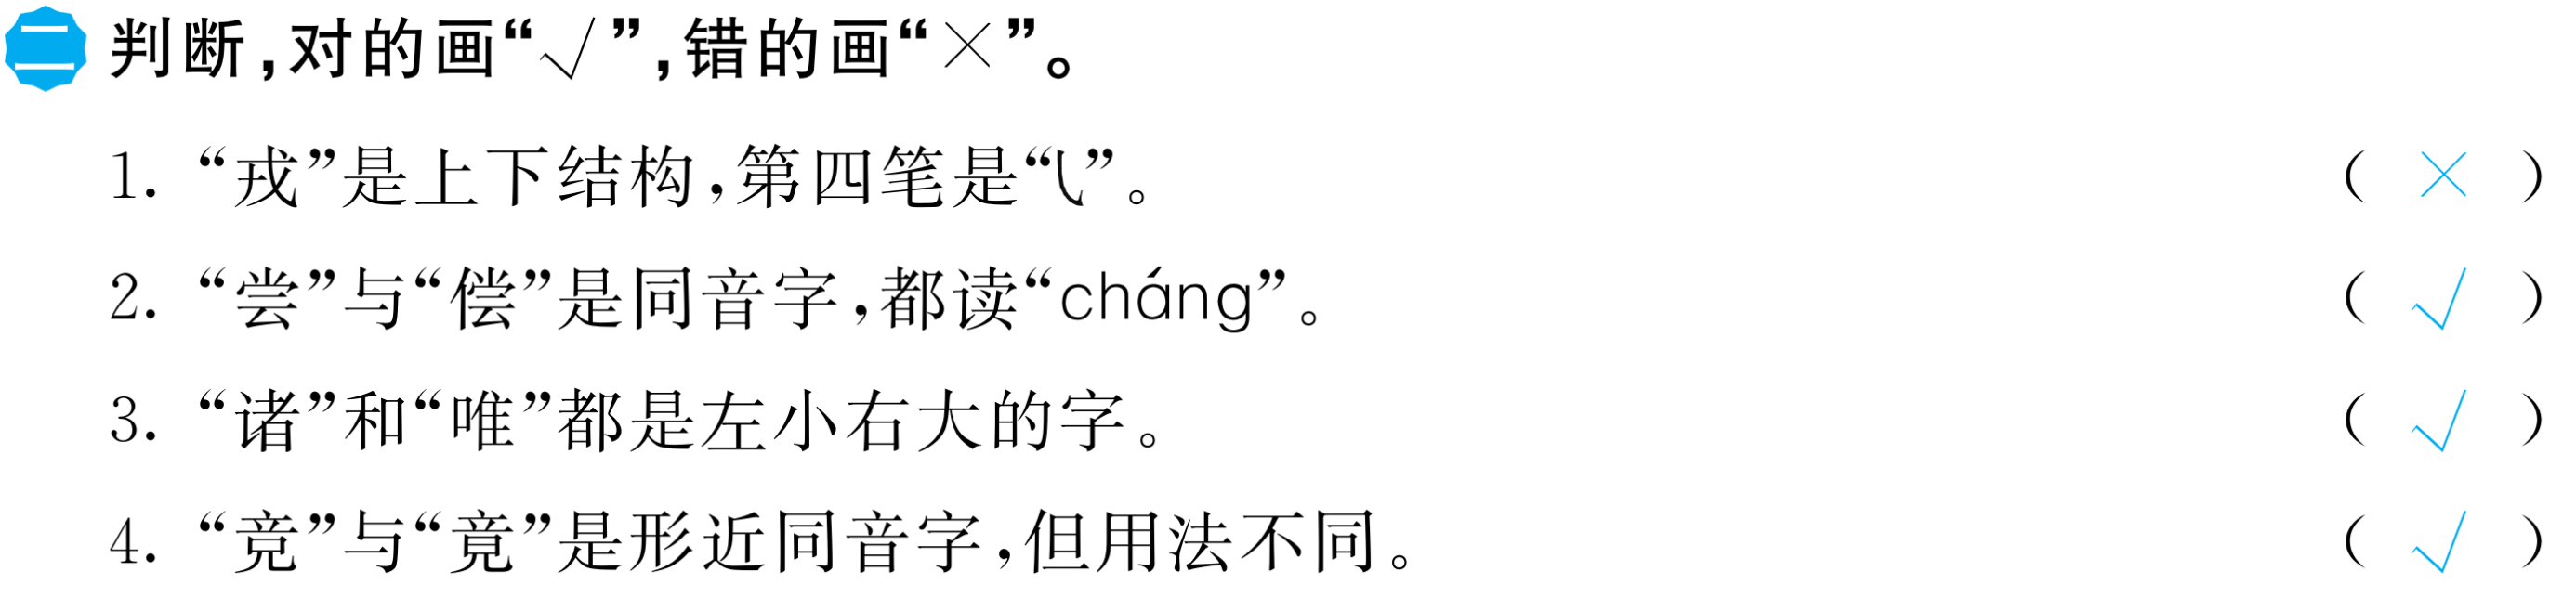 二 判断,对的画“√”,错的画“×”。
1. “戎”是上下结构,第四笔是“㇂”。 ( × )
2. “尝”与“偿”是同音字,都读“cháng”。 ( √ )
3. “诸”和“唯”都是左小右大的字。 ( √ )
4. “竞”与“竟”是形近同音字,但用法不同。 ( √ )